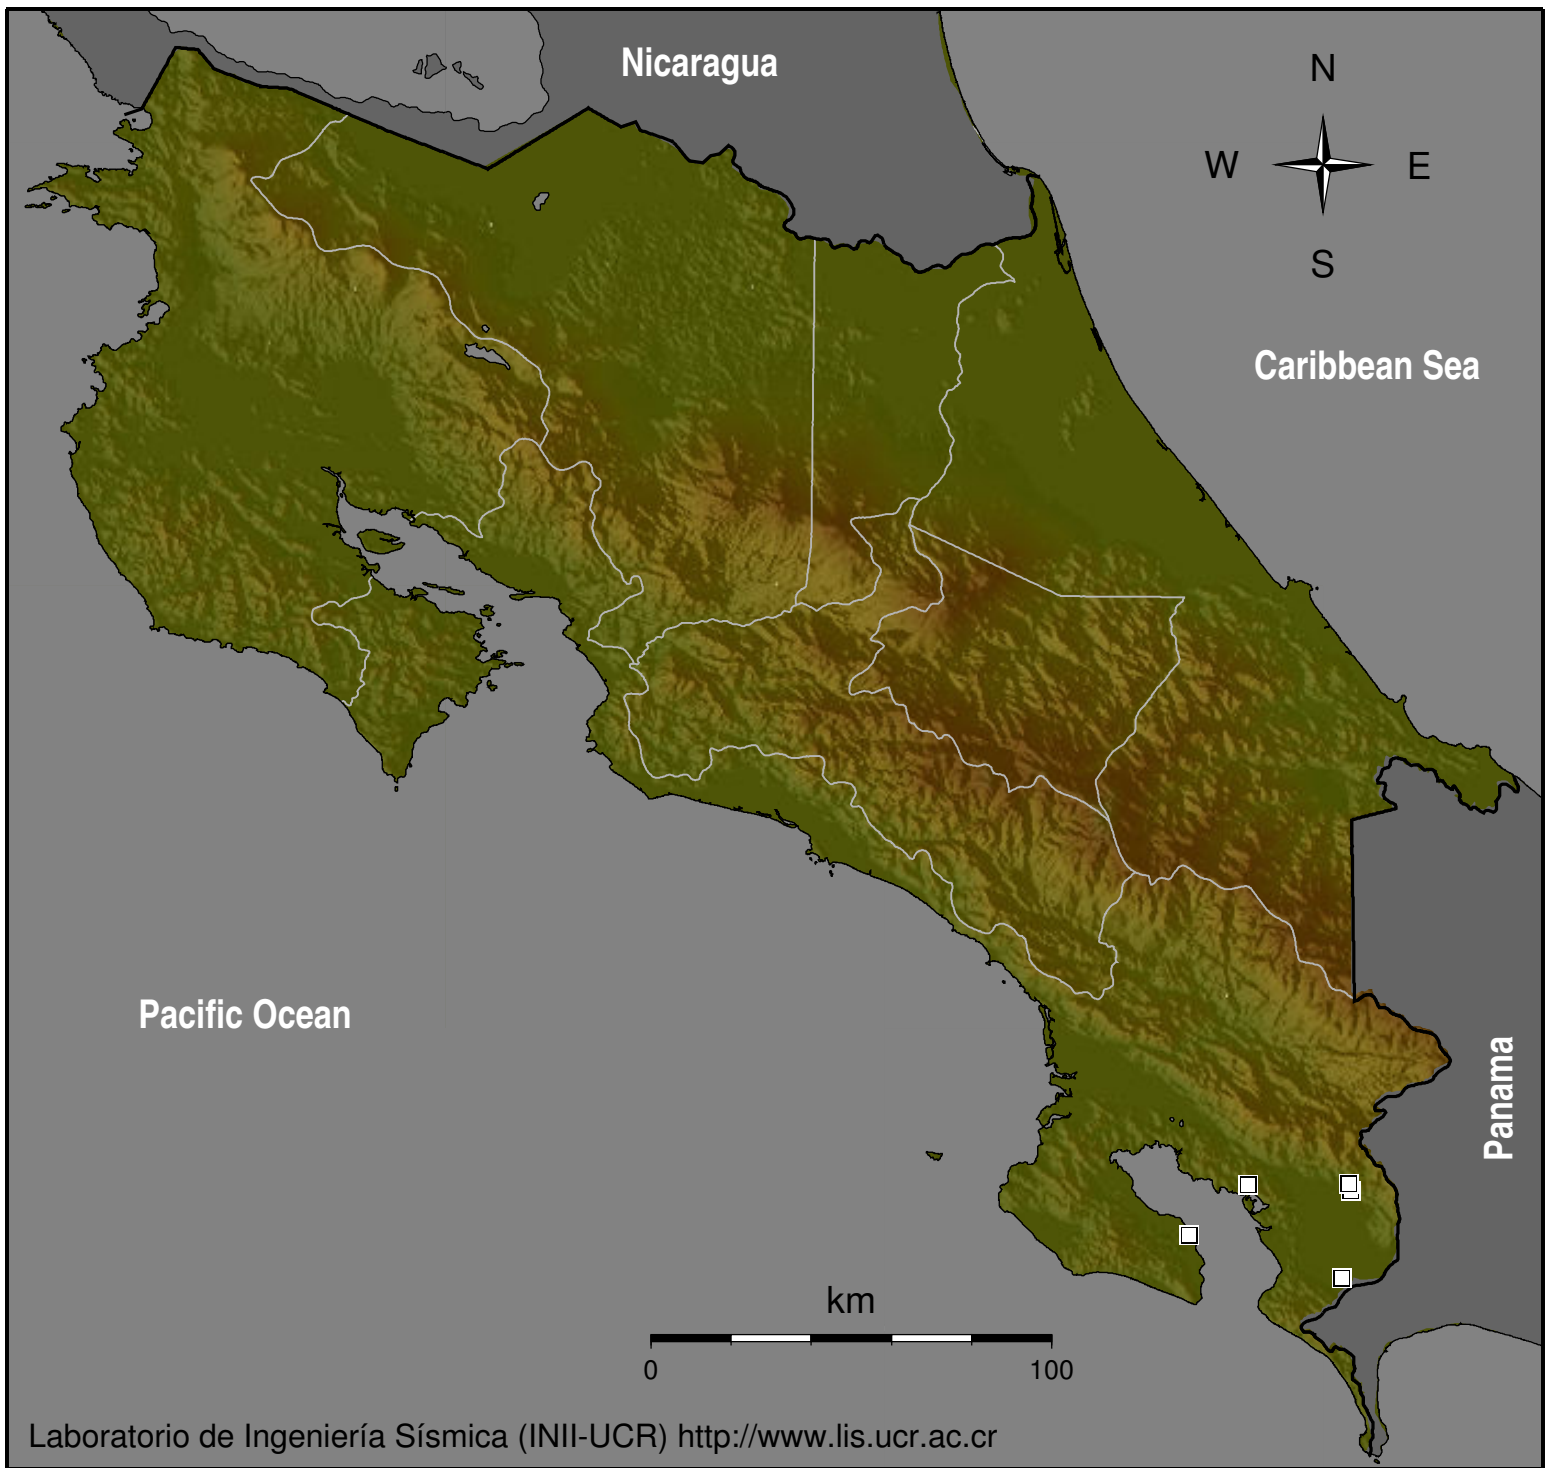 Nicaragua
N
W
E
S
Caribbean Sea
Pacific Ocean
Panama
km
0
100
Laboratorio de Ingeniería Sísmica (INII-UCR) http://www.lis.ucr.ac.cr